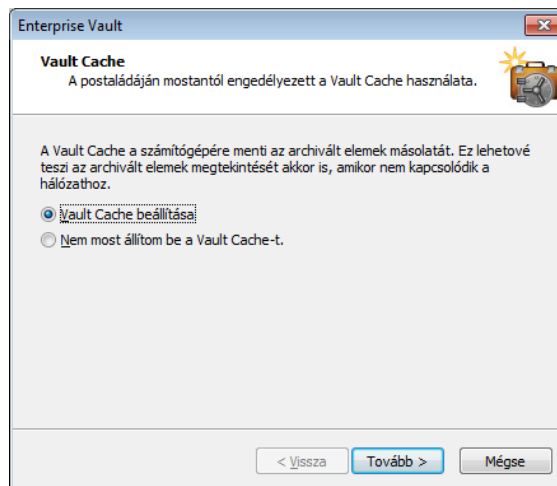 Enterprise Vault
Vault Cache
A postaládáján mostantól engedélyezett a Vault Cache használata.
A Vault Cache a számítógépére menti az archivált elemek másolatát. Ez lehetové
teszi az archivált elemek megtekintését akkor is, amikor nem kapcsolódik a
hálózathoz.
Vault Cache beállítása
Nem most állítom be a Vault Cache-t.
< Vissza
Tovább >
Mégse